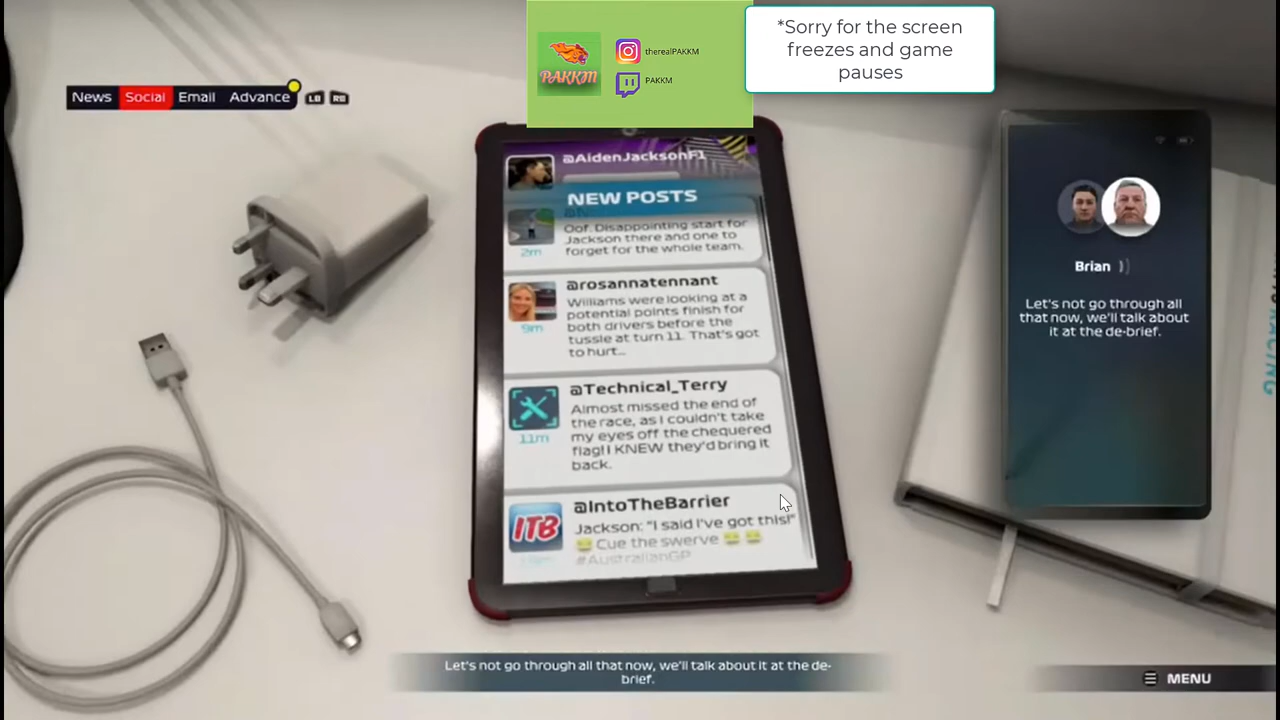 *Sorry for the screen
freezes and game
pauses
PAKKM
therealPAKKM
PAKKM
News Social Email Advance LB RB
@AidenJacksonF1
NEW POSTS
Oof. Disappointing start for
Jackson there and one to
forget for the whole team.
2m
@rosannatennant
Williams were looking at a
potential points finish for
both drivers before the
tussle at turn 11. That's got
to hurt...
9m
@Technical_Terry
Almost missed the end of
the race, as I couldn't take
my eyes off the chequered
flag! I KNEW they'd bring it
back.
11m
@IntoTheBarrier
ITB
Jackson: "I said I've got this!"
😂 Cue the swerve 😂 😂
#AustralianGP
Brian
Let's not go through all
that now, we'll talk about
it at the de-brief.
RACING
Let's not go through all that now, we'll talk about it at the de-
brief.
MENU